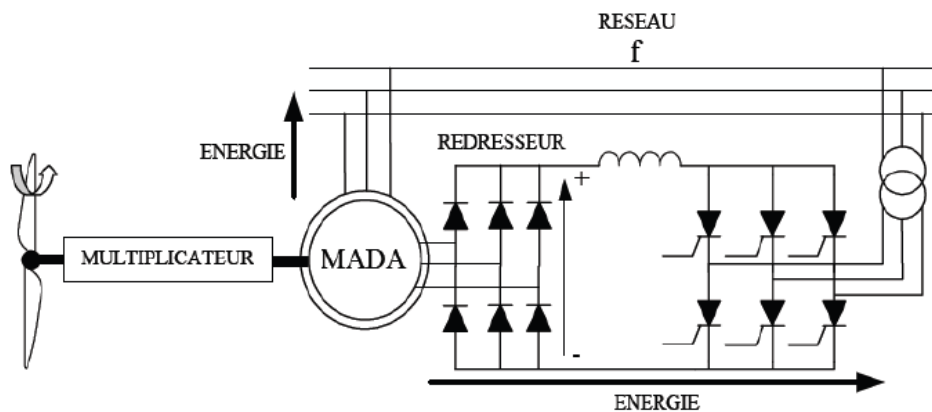 RESEAU
f
ENERGIE
REDRESSEUR
+
MULTIPLICATEUR
MADA
-
ENERGIE